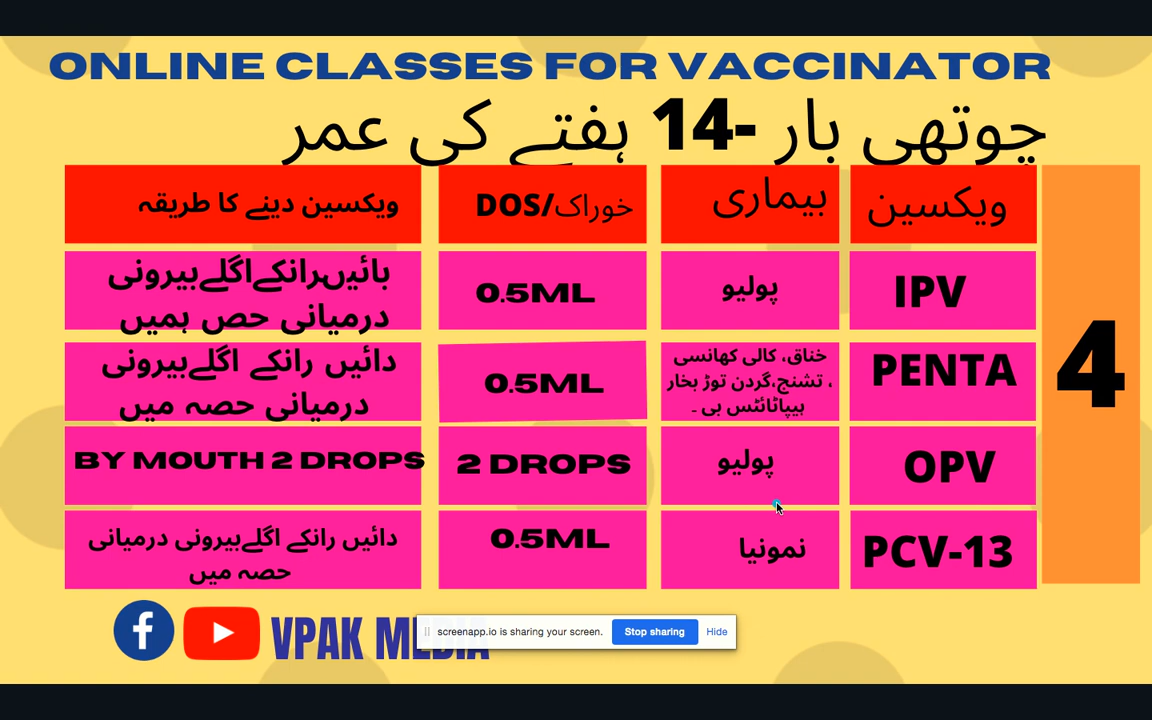 ONLINE CLASSES FOR VACCINATOR
چوتھی بار -14 ہفتے کی عمر
ویکسین
بیماری
خوراک/DOS
ویکسین دینے کا طریقہ
4
IPV
پولیو
0.5ML
بائیںرانکےاگلےبیرونی
درمیانی حص ہمیں
PENTA
خناق، کالی کھانسی
، تشنج،گردن توڑ بخار
ہیپاٹائٹس بی ۔
0.5ML
دائیں رانکے اگلےبیرونی
درمیانی حصہ میں
OPV
پولیو
2 DROPS
BY MOUTH 2 DROPS
PCV-13
نمونیا
0.5ML
دائیں رانکے اگلےبیرونی درمیانی
حصہ میں
VPAK MEDIA
screenapp.io is sharing your screen.
Stop sharing
Hide